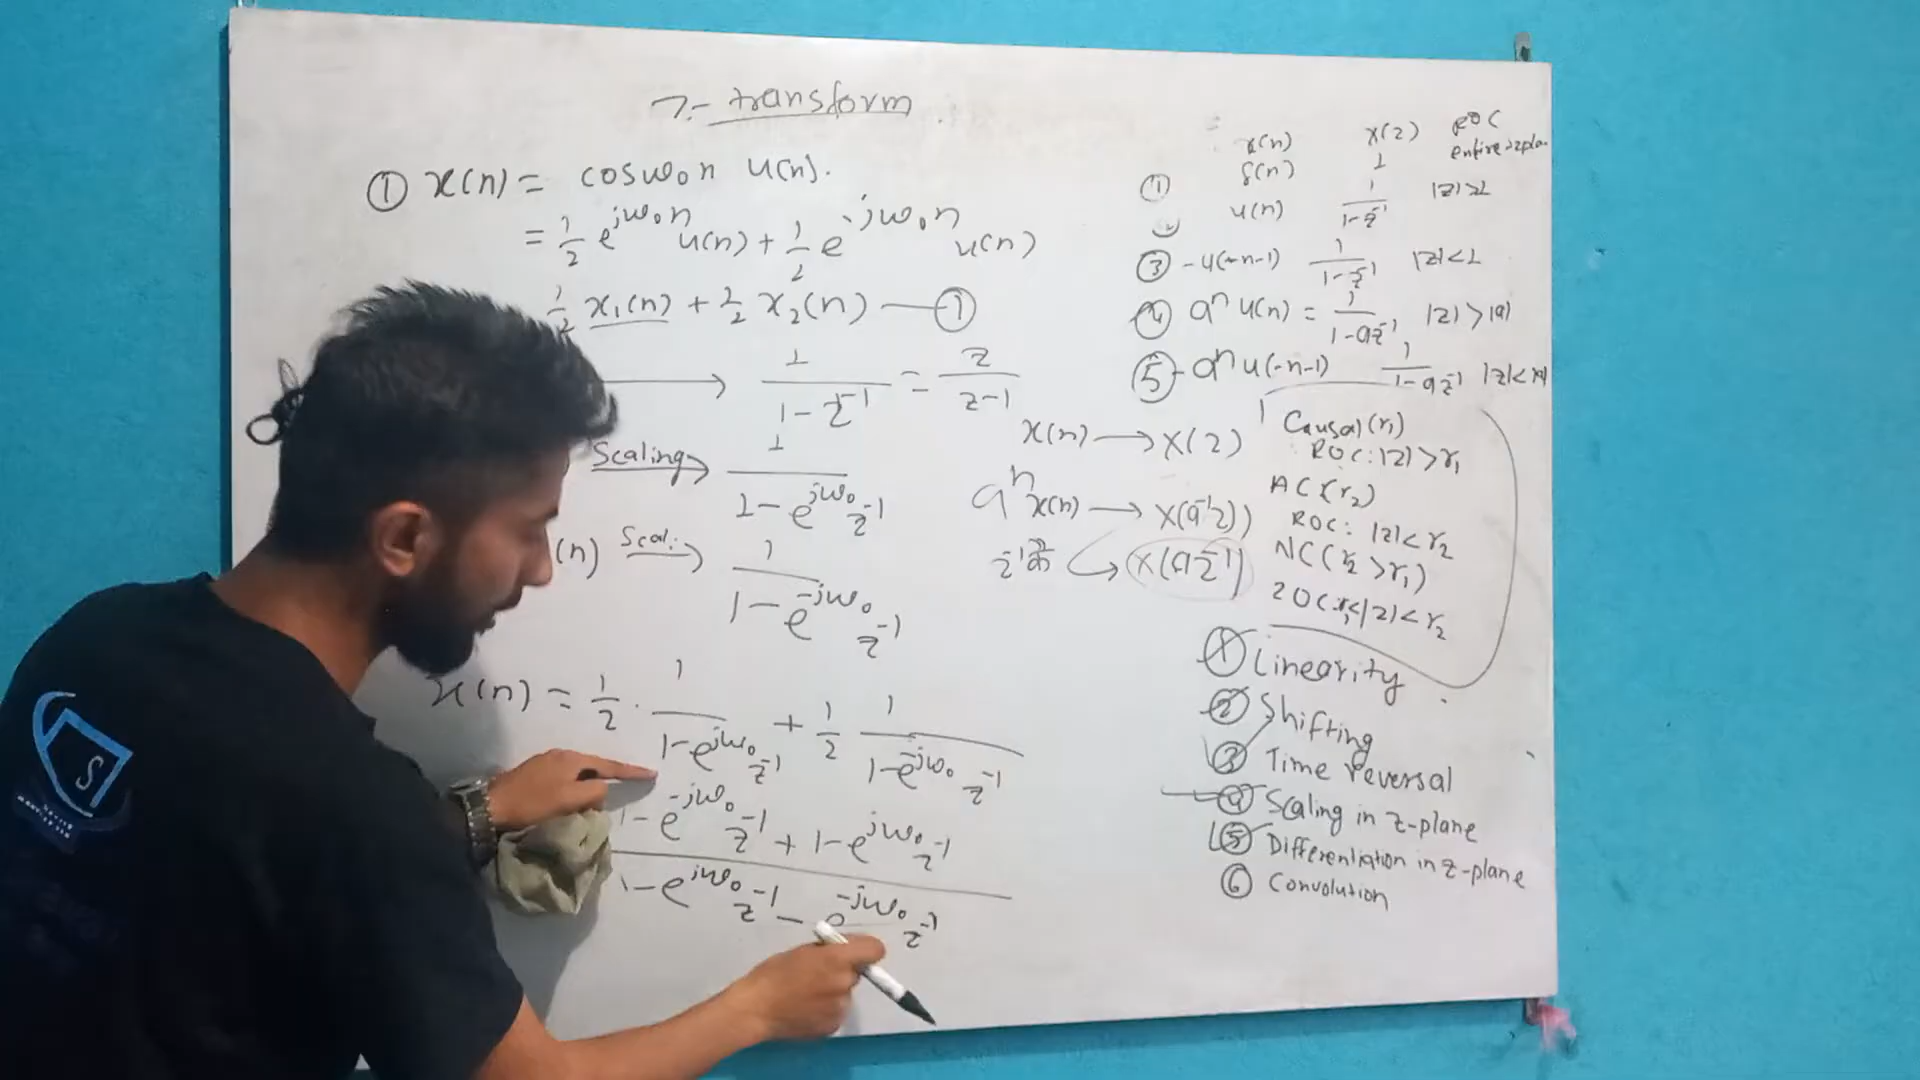 Z-transform
① x(n) = cosω₀n u(n).
= 1/2 e^{jω₀n} u(n) + 1/2 e^{-jω₀n} u(n)
1/2 x₁(n) + 1/2 x₂(n) — ①
→ 1/(1-z⁻¹) = z/(z-1)
Scaling → 1/(1-e^{jω₀}z⁻¹)
(n) Scal: → 1/(1-e^{-jω₀}z⁻¹)
x(n) = 1/2 · 1/(1-e^{jω₀}z⁻¹) + 1/2 1/(1-e^{-jω₀}z⁻¹)
1-e^{-jω₀}z⁻¹ + 1-e^{jω₀}z⁻¹
1-e^{jω₀}z⁻¹ - e^{-jω₀}z⁻¹
x(n) X(z) ROC
① δ(n) 1 entire z pla
u(n) 1/(1-z⁻¹) |z|>1
③ -u(-n-1) 1/(1-z⁻¹) |z|<1
④ aⁿ u(n) = 1/(1-az⁻¹) |z|>|a|
⑤ -aⁿ u(-n-1) 1/(1-az⁻¹) |z|<|a|
x(n) → X(z)
aⁿx(n) → X(a⁻¹z))
X(az⁻¹)
Causal(r₁)
ROC: |z|>r₁
AC(r₂)
ROC: |z|<r₂
NC(r₂>r₁)
ROC: r₁<|z|<r₂
① Linearity
② Shifting
③ Time reversal
④ Scaling in z-plane
⑤ Differentiation in z-plane
⑥ Convolution
S